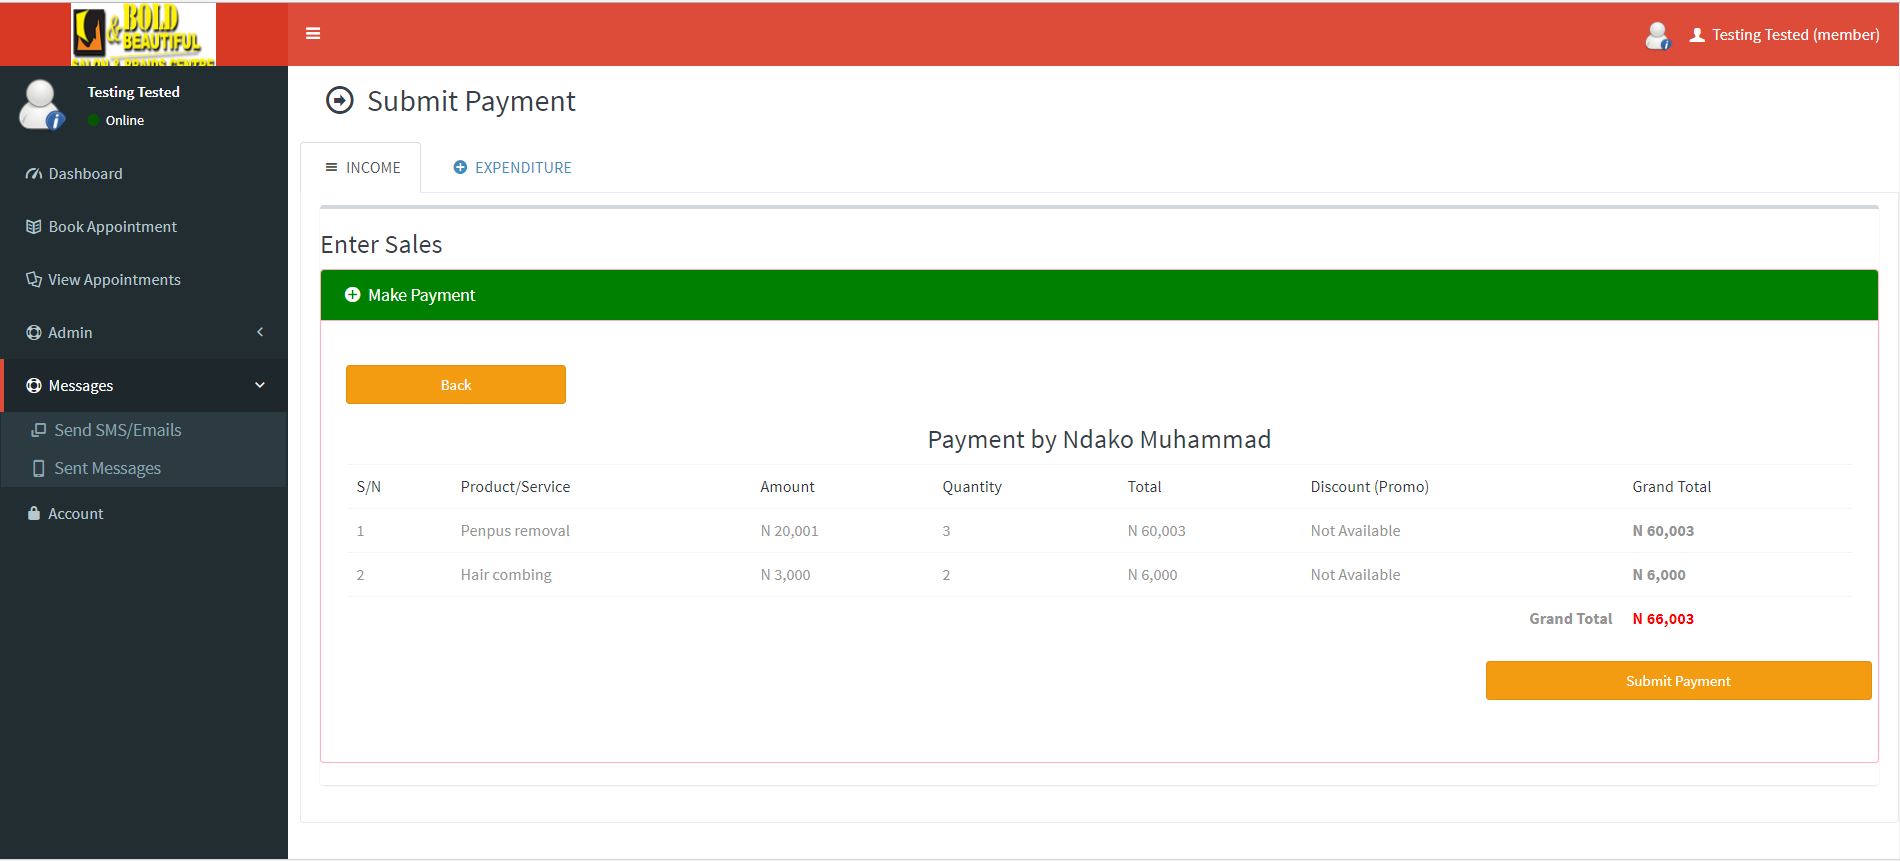 & BOLD
BEAUTIFUL
SALON & BRAIDS CENTRE
Testing Tested (member)
Testing Tested
Online
Dashboard
Book Appointment
View Appointments
Admin
Messages
Send SMS/Emails
Sent Messages
Account
Submit Payment
INCOME EXPENDITURE
Enter Sales
Make Payment
Back
Payment by Ndako Muhammad
S/N Product/Service Amount Quantity Total Discount (Promo) Grand Total
1 Penpus removal N 20,001 3 N 60,003 Not Available N 60,003
2 Hair combing N 3,000 2 N 6,000 Not Available N 6,000
Grand Total N 66,003
Submit Payment